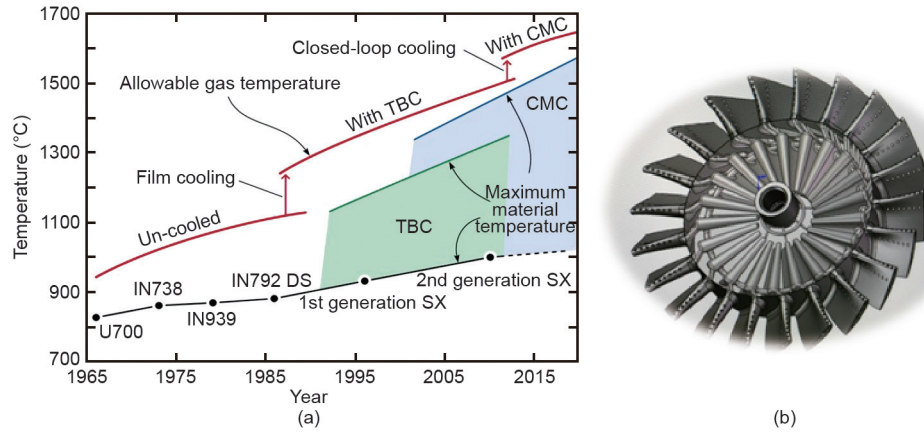 1700
1500
1300
1100
900
700
1965
1975
1985
1995
2005
2015
Temperature (°C)
Year
Closed-loop cooling
With CMC
Allowable gas temperature
With TBC
CMC
Film cooling
Un-cooled
TBC
Maximum
material
temperature
IN738
IN792 DS
2nd generation SX
1st generation SX
U700
IN939
(a)
(b)